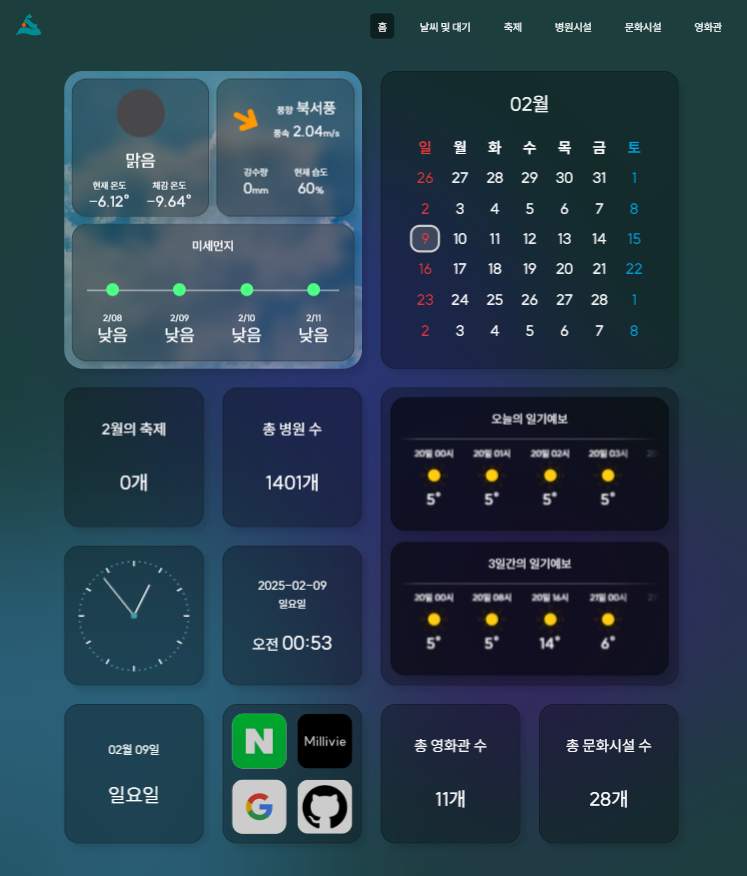 홈 날씨 및 대기 축제 병원시설 문화시설 영화관
맑음
현재 온도 체감 온도
-6.12° -9.64°
풍향 북서풍
풍속 2.04m/s
강수량 현재 습도
0mm 60%
미세먼지
2/08 2/09 2/10 2/11
낮음 낮음 낮음 낮음
02월
일 월 화 수 목 금 토
26 27 28 29 30 31 1
2 3 4 5 6 7 8
9 10 11 12 13 14 15
16 17 18 19 20 21 22
23 24 25 26 27 28 1
2 3 4 5 6 7 8
2월의 축제
0개
총 병원 수
1401개
오늘의 일기예보
20일 00시 20일 01시 20일 02시 20일 03시
5° 5° 5° 5°
3일간의 일기예보
20일 00시 20일 08시 20일 16시 21일 00시
5° 5° 14° 6°
2025-02-09
일요일
오전 00:53
02월 09일
일요일
N
Millivie
G
총 영화관 수
11개
총 문화시설 수
28개